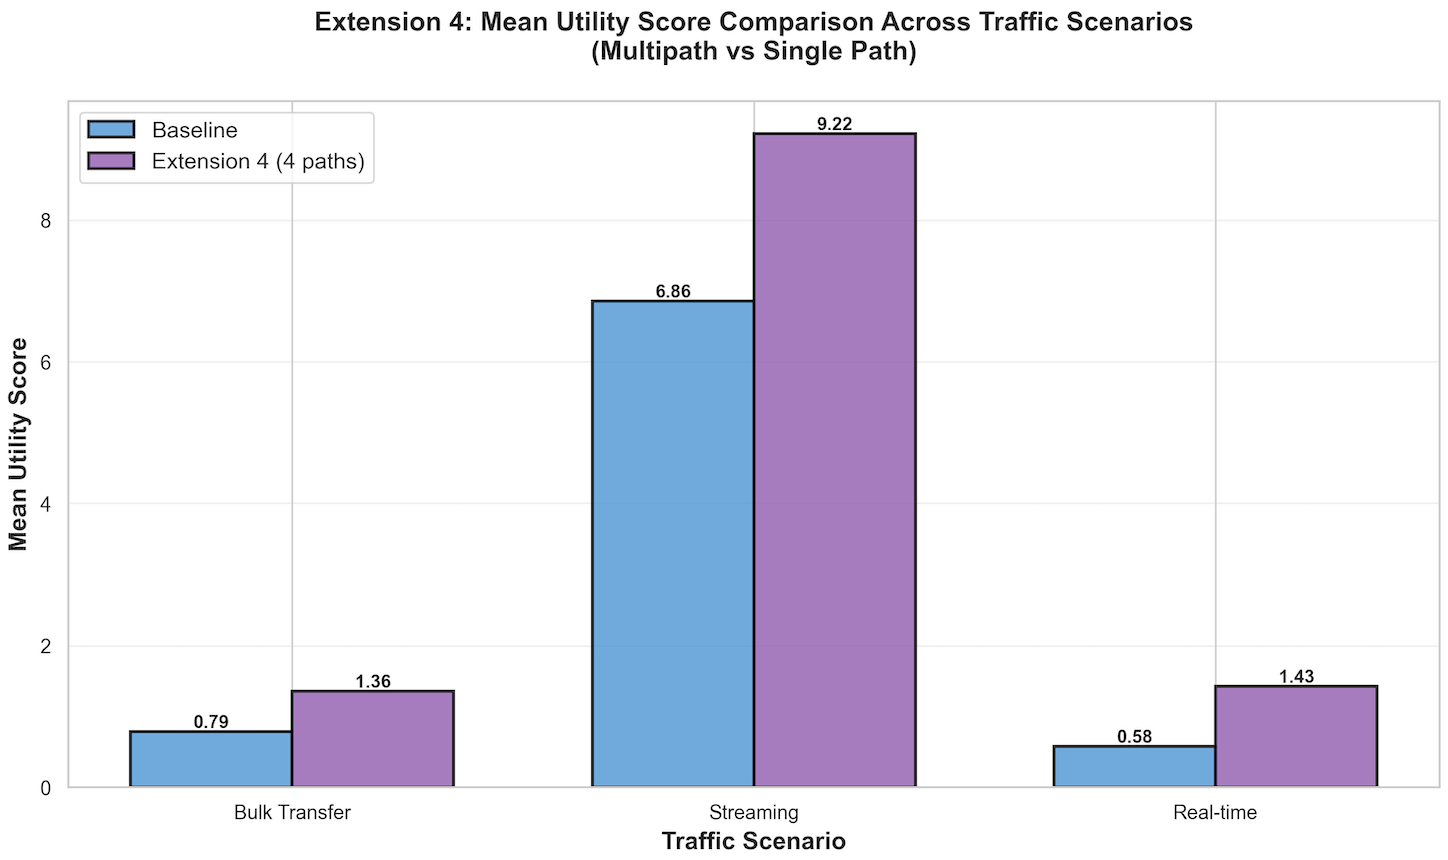 Extension 4: Mean Utility Score Comparison Across Traffic Scenarios
(Multipath vs Single Path)
Baseline
Extension 4 (4 paths)
Mean Utility Score
8
6
4
2
0
0.79
1.36
6.86
9.22
0.58
1.43
Bulk Transfer
Streaming
Real-time
Traffic Scenario